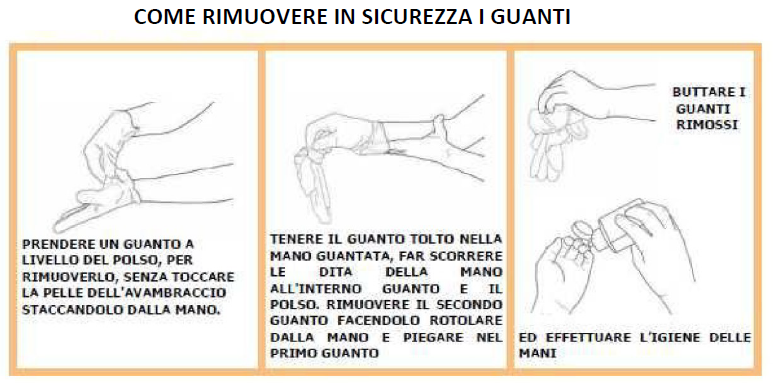 COME RIMUOVERE IN SICUREZZA I GUANTI
PRENDERE UN GUANTO A
LIVELLO DEL POLSO, PER
RIMUOVERLO, SENZA TOCCARE
LA PELLE DELL'AVAMBRACCIO
STACCANDOLO DALLA MANO.
TENERE IL GUANTO TOLTO NELLA
MANO GUANTATA, FAR SCORRERE
LE DITA DELLA MANO
ALL'INTERNO GUANTO E IL
POLSO. RIMUOVERE IL SECONDO
GUANTO FACENDOLO ROTOLARE
DALLA MANO E PIEGARE NEL
PRIMO GUANTO
BUTTARE I
GUANTI
RIMOSSI
ED EFFETTUARE L'IGIENE DELLE
MANI